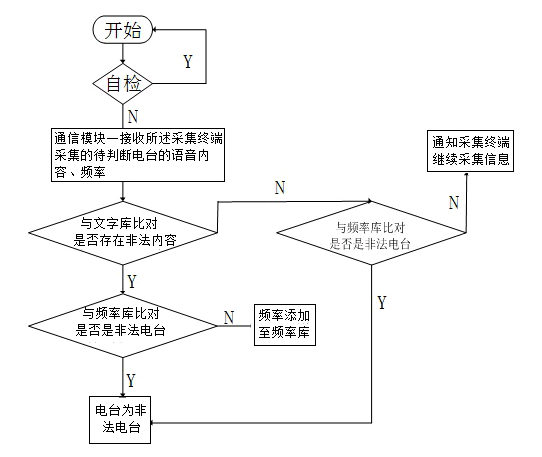 开始
Y
自检
N
通信模块一接收所述采集终端
采集的待判断电台的语音内
容、频率
通知采集终端
继续采集信息
N
N
与文字库比对
是否存在非法内容
与频率库比对
是否是非法电台
Y
Y
与频率库比对
是否是非法电台
N
频率添加
至频率库
Y
电台为非
法电台